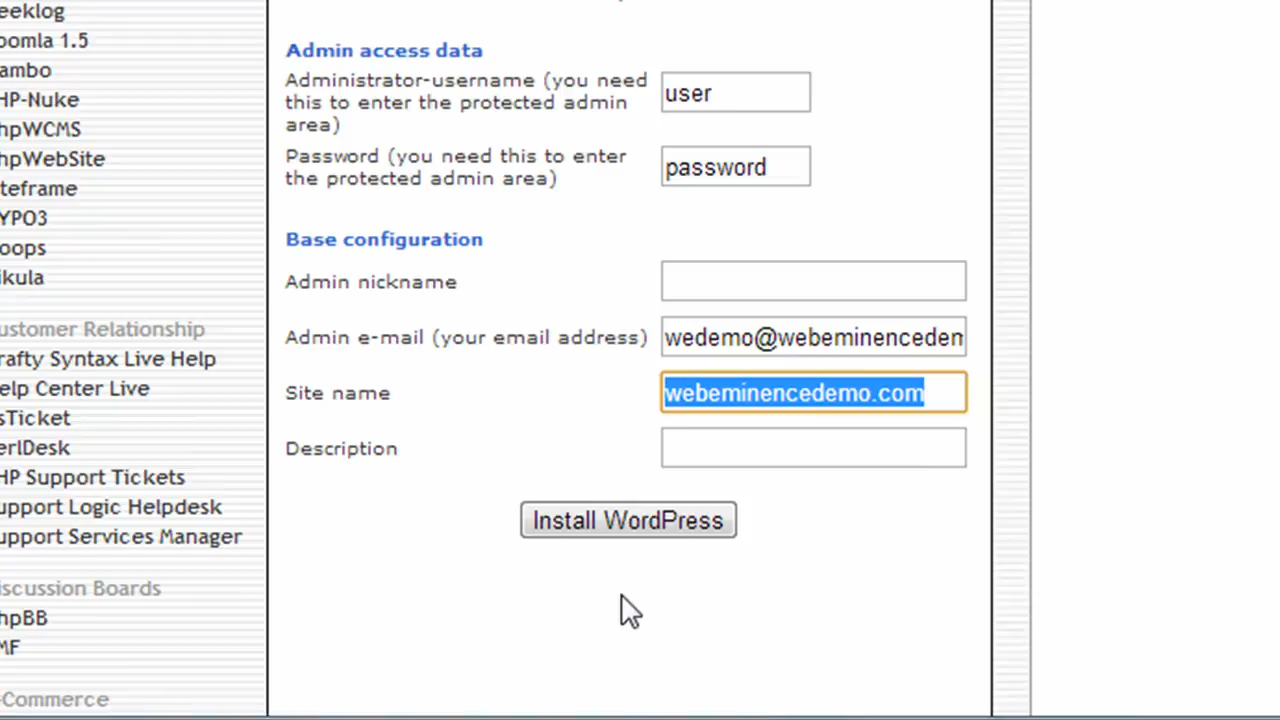 eeklog
oomla 1.5
ambo
HP-Nuke
hpWCMS
hpWebSite
iteframe
YPO3
oops
ikula
ustomer Relationship
rafty Syntax Live Help
elp Center Live
sTicket
erlDesk
HP Support Tickets
upport Logic Helpdesk
upport Services Manager
iscussion Boards
hpBB
MF
-Commerce
Admin access data
Administrator-username (you need
this to enter the protected admin
area)
user
Password (you need this to enter
the protected admin area)
password
Base configuration
Admin nickname
Admin e-mail (your email address)
wedemo@webeminencedem
Site name
webeminencedemo.com
Description
Install WordPress